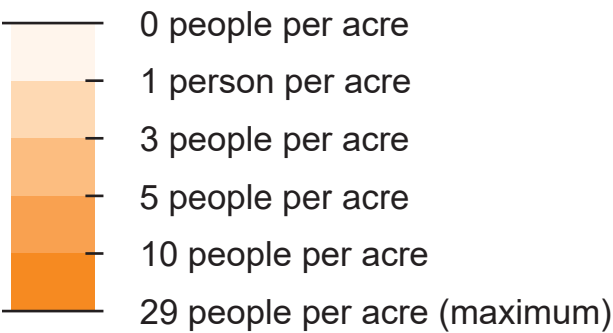 0 people per acre
1 person per acre
3 people per acre
5 people per acre
10 people per acre
29 people per acre (maximum)